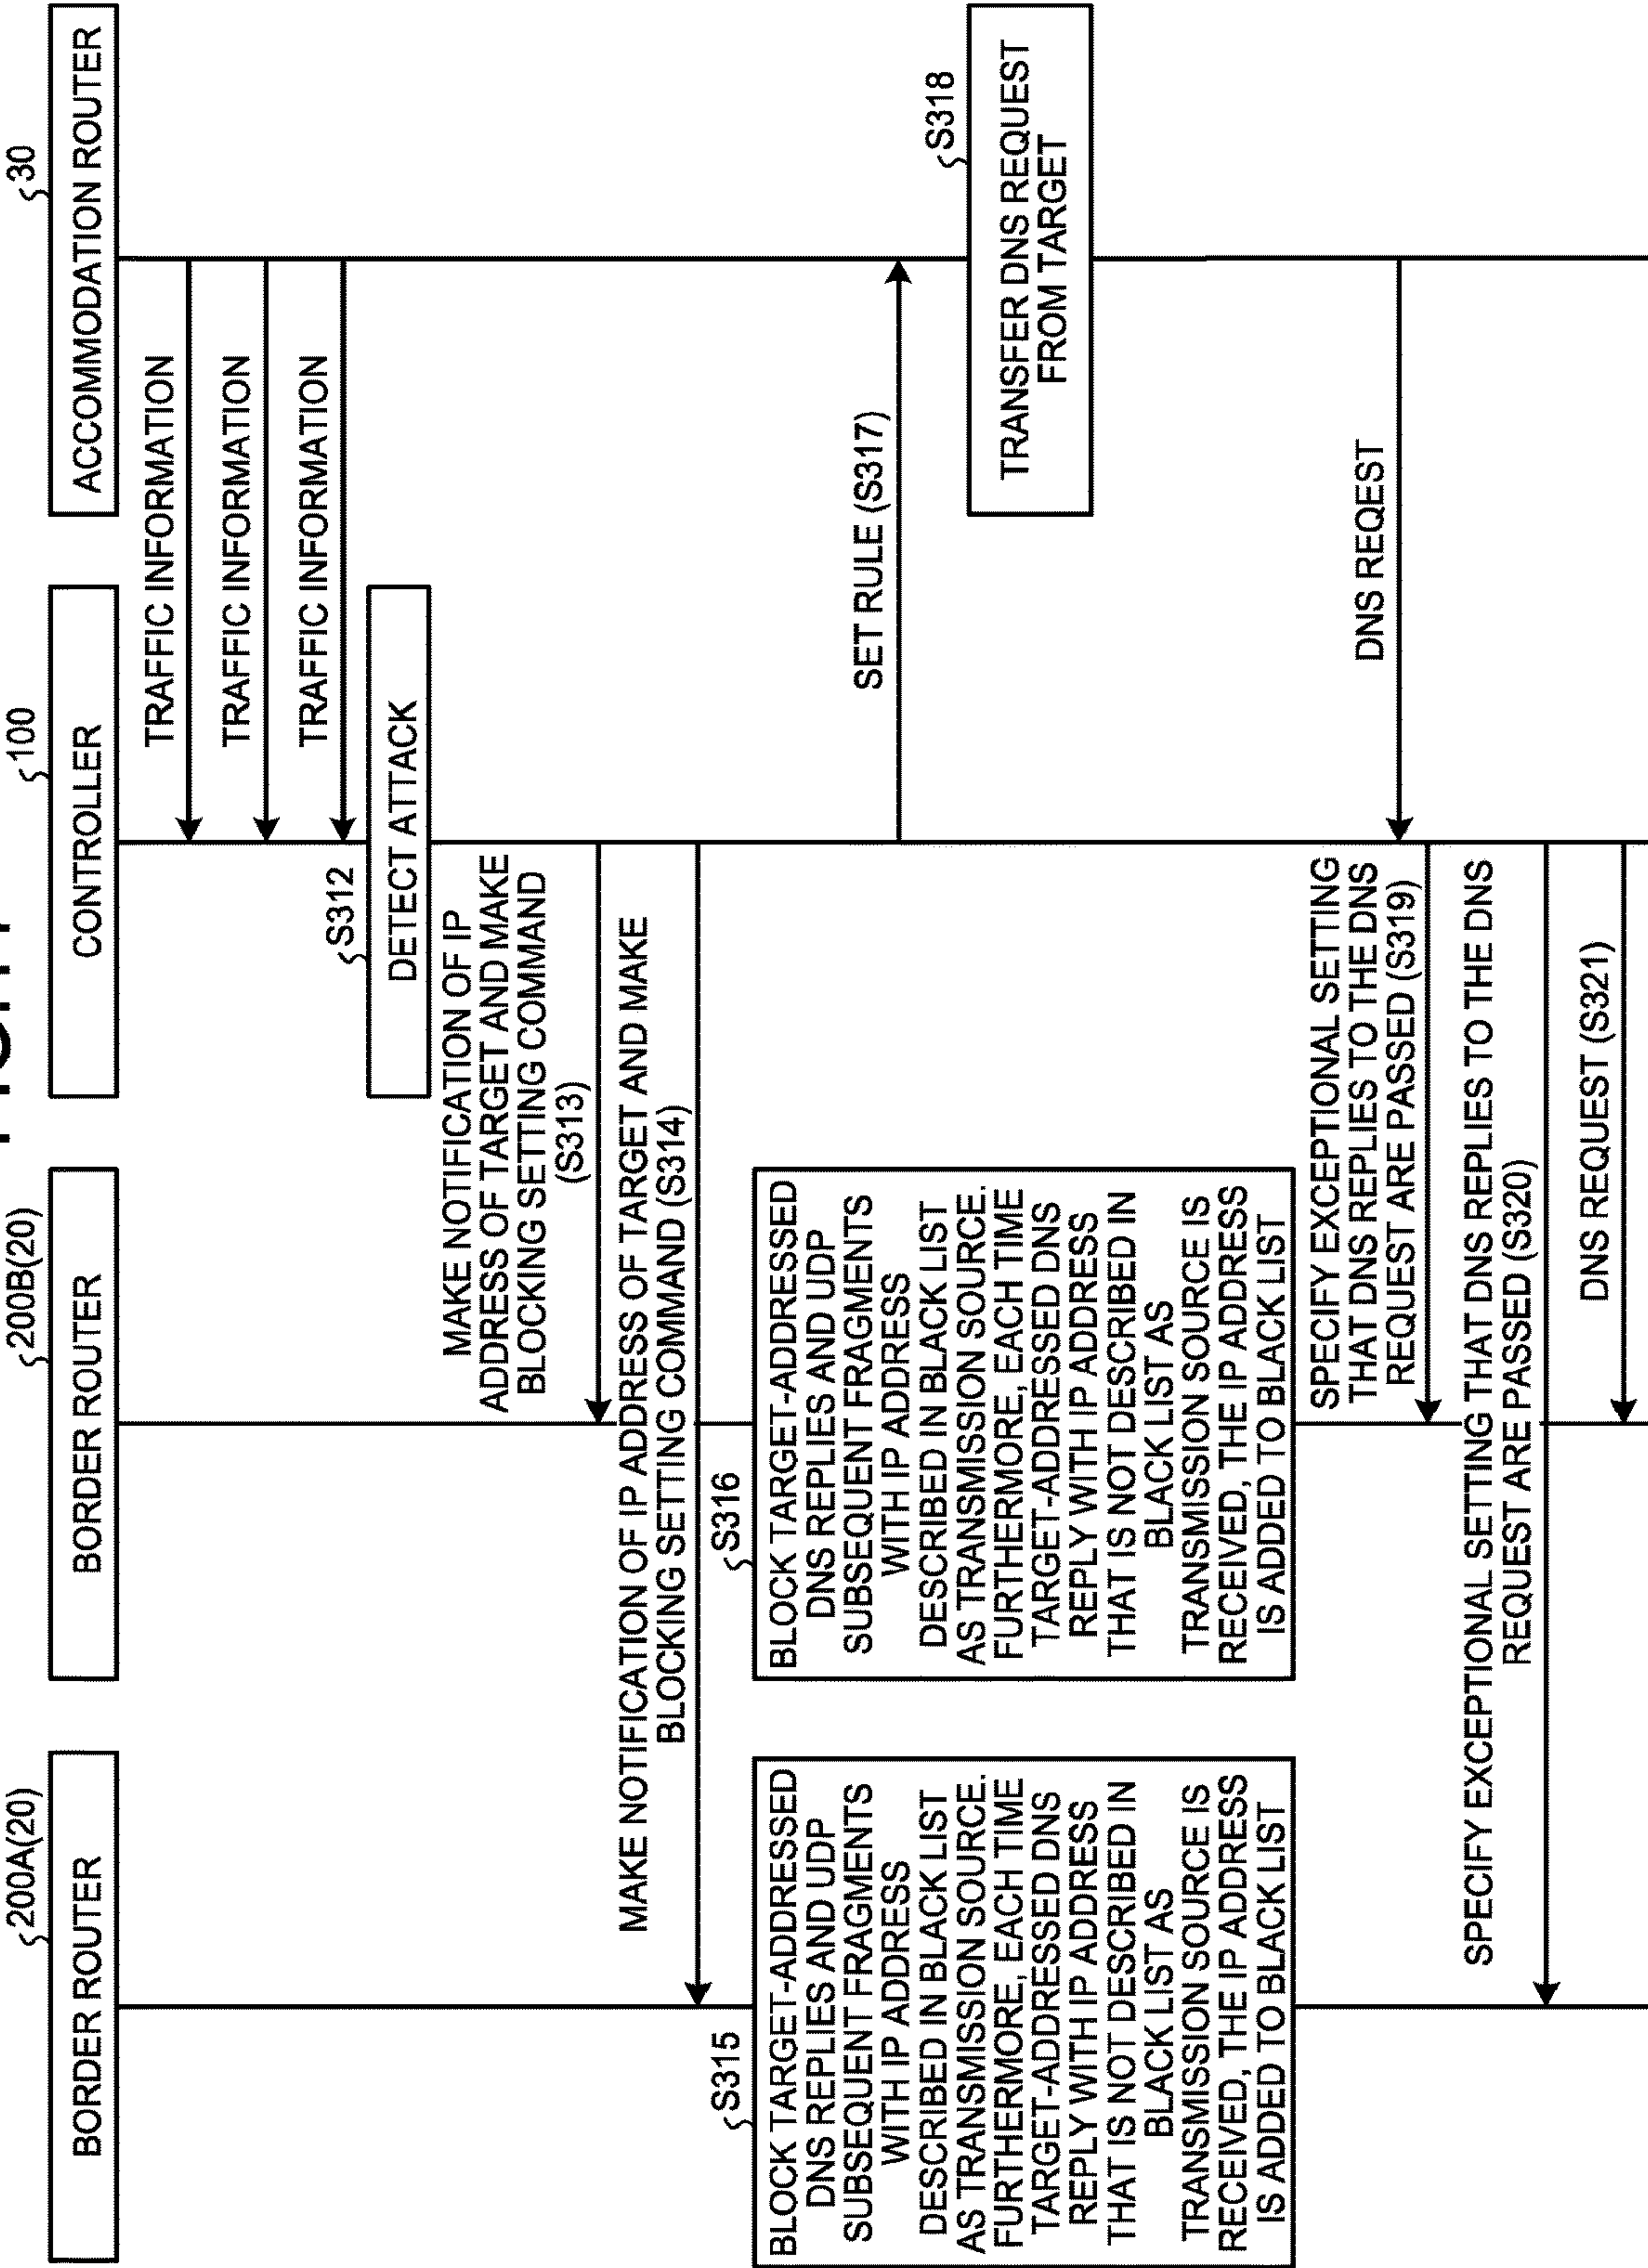 200A(20)
BORDER ROUTER
200B(20)
BORDER ROUTER
100
CONTROLLER
30
ACCOMMODATION ROUTER
TRAFFIC INFORMATION
TRAFFIC INFORMATION
TRAFFIC INFORMATION
S312
DETECT ATTACK
MAKE NOTIFICATION OF IP
ADDRESS OF TARGET AND MAKE
BLOCKING SETTING COMMAND
(S313)
MAKE NOTIFICATION OF IP ADDRESS OF TARGET AND MAKE
BLOCKING SETTING COMMAND (S314)
S315
BLOCK TARGET-ADDRESSED
DNS REPLIES AND UDP
SUBSEQUENT FRAGMENTS
WITH IP ADDRESS
DESCRIBED IN BLACK LIST
AS TRANSMISSION SOURCE.
FURTHERMORE, EACH TIME
TARGET-ADDRESSED DNS
REPLY WITH IP ADDRESS
THAT IS NOT DESCRIBED IN
BLACK LIST AS
TRANSMISSION SOURCE IS
RECEIVED, THE IP ADDRESS
IS ADDED TO BLACK LIST
S316
BLOCK TARGET-ADDRESSED
DNS REPLIES AND UDP
SUBSEQUENT FRAGMENTS
WITH IP ADDRESS
DESCRIBED IN BLACK LIST
AS TRANSMISSION SOURCE.
FURTHERMORE, EACH TIME
TARGET-ADDRESSED DNS
REPLY WITH IP ADDRESS
THAT IS NOT DESCRIBED IN
BLACK LIST AS
TRANSMISSION SOURCE IS
RECEIVED, THE IP ADDRESS
IS ADDED TO BLACK LIST
SET RULE (S317)
S318
TRANSFER DNS REQUEST
FROM TARGET
DNS REQEST
SPECIFY EXCEPTIONAL SETTING
THAT DNS REPLIES TO THE DNS
REQUEST ARE PASSED (S319)
SPECIFY EXCEPTIONAL SETTING THAT DNS REPLIES TO THE DNS
REQUEST ARE PASSED (S320)
DNS REQUEST (S321)